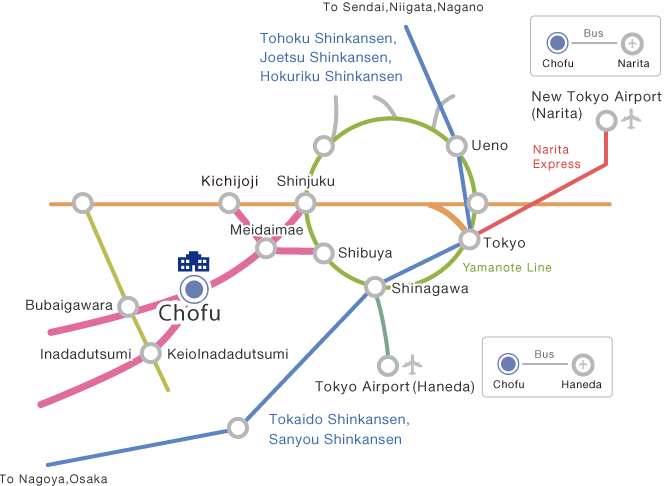 To Sendai,Niigata,Nagano
Tohoku Shinkansen,
Joetsu Shinkansen,
Hokuriku Shinkansen
Bus
Chofu
Narita
New Tokyo Airport
(Narita)
Ueno
Narita
Express
Kichijoji
Shinjuku
Meidaimae
Shibuya
Tokyo
Yamanote Line
Shinagawa
Bubaigawara
Chofu
Inadadutsumi
KeioInadadutsumi
Tokyo Airport(Haneda)
Bus
Chofu
Haneda
Tokaido Shinkansen,
Sanyou Shinkansen
To Nagoya,Osaka